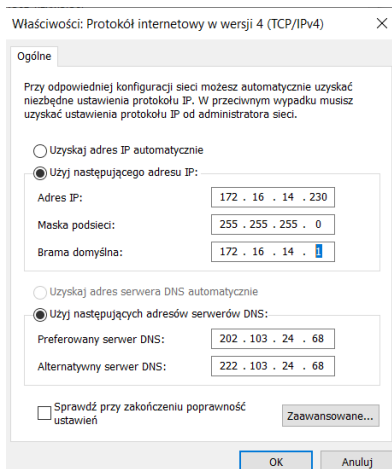 Właściwości: Protokół internetowy w wersji 4 (TCP/IPv4)
Ogólne
Przy odpowiedniej konfiguracji sieci możesz automatycznie uzyskać
niezbędne ustawienia protokołu IP. W przeciwnym wypadku musisz
uzyskać ustawienia protokołu IP od administratora sieci.
Uzyskaj adres IP automatycznie
Użyj następującego adresu IP:
Adres IP: 172 . 16 . 14 . 230
Maska podsieci: 255 . 255 . 255 . 0
Brama domyślna: 172 . 16 . 14 . 1
Uzyskaj adres serwera DNS automatycznie
Użyj następujących adresów serwerów DNS:
Preferowany serwer DNS: 202 . 103 . 24 . 68
Alternatywny serwer DNS: 222 . 103 . 24 . 68
Sprawdź przy zakończeniu poprawność
ustawień
Zaawansowane...
OK Anuluj